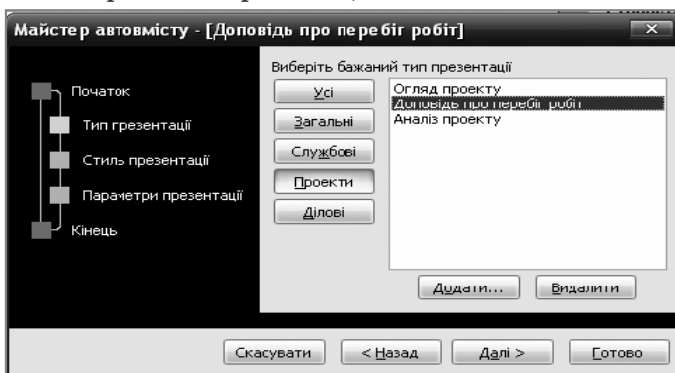 Майстер автовмісту - [Доповідь про перебіг робіт]
Виберіть бажаний тип презентації
Початок
Тип презентації
Стиль презентації
Параметри презентації
Кінець
Усі
Загальні
Службові
Проекти
Ділові
Огляд проекту
Доповідь про перебіг робіт
Аналіз проекту
Додати...
Видалити
Скасувати
< Назад
Далі >
Готово